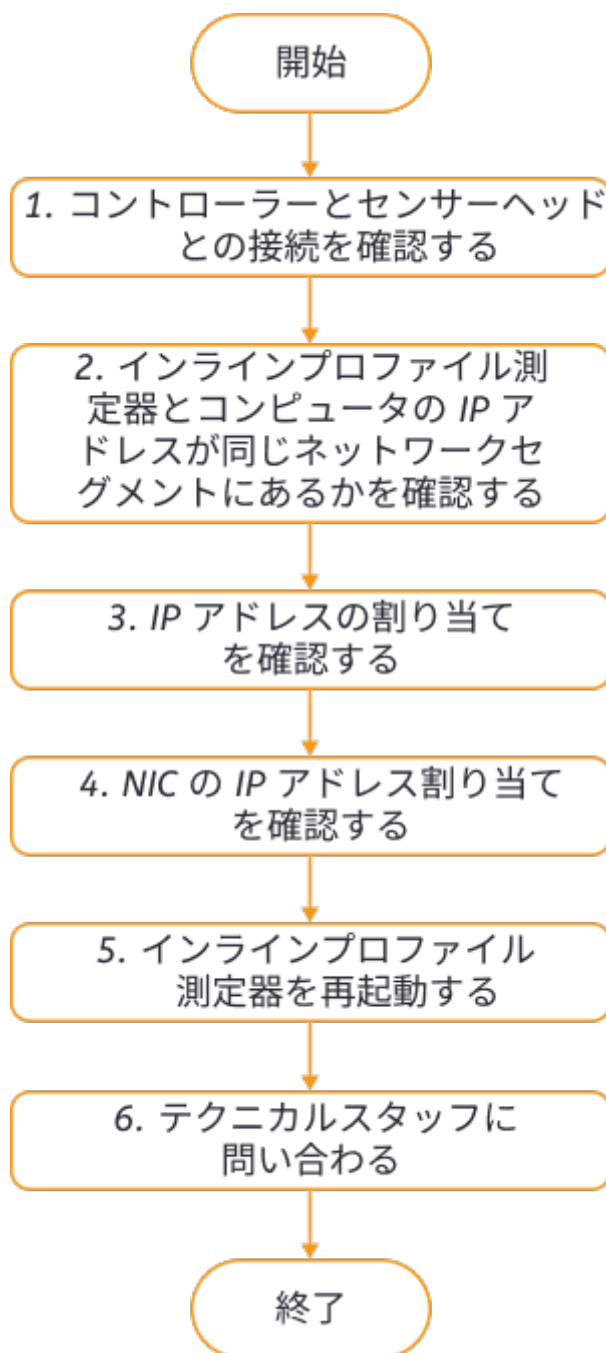 開始
1. コントローラーとセンサーヘッド
との接続を確認する
2. インラインプロファイル測
定器とコンピュータの IP ア
ドレスが同じネットワークセ
グメントにあるかを確認する
3. IP アドレスの割り当て
を確認する
4. NIC の IP アドレス割り当て
を確認する
5. インラインプロファイル
測定器を再起動する
6. テクニカルスタッフに
問い合わる
終了